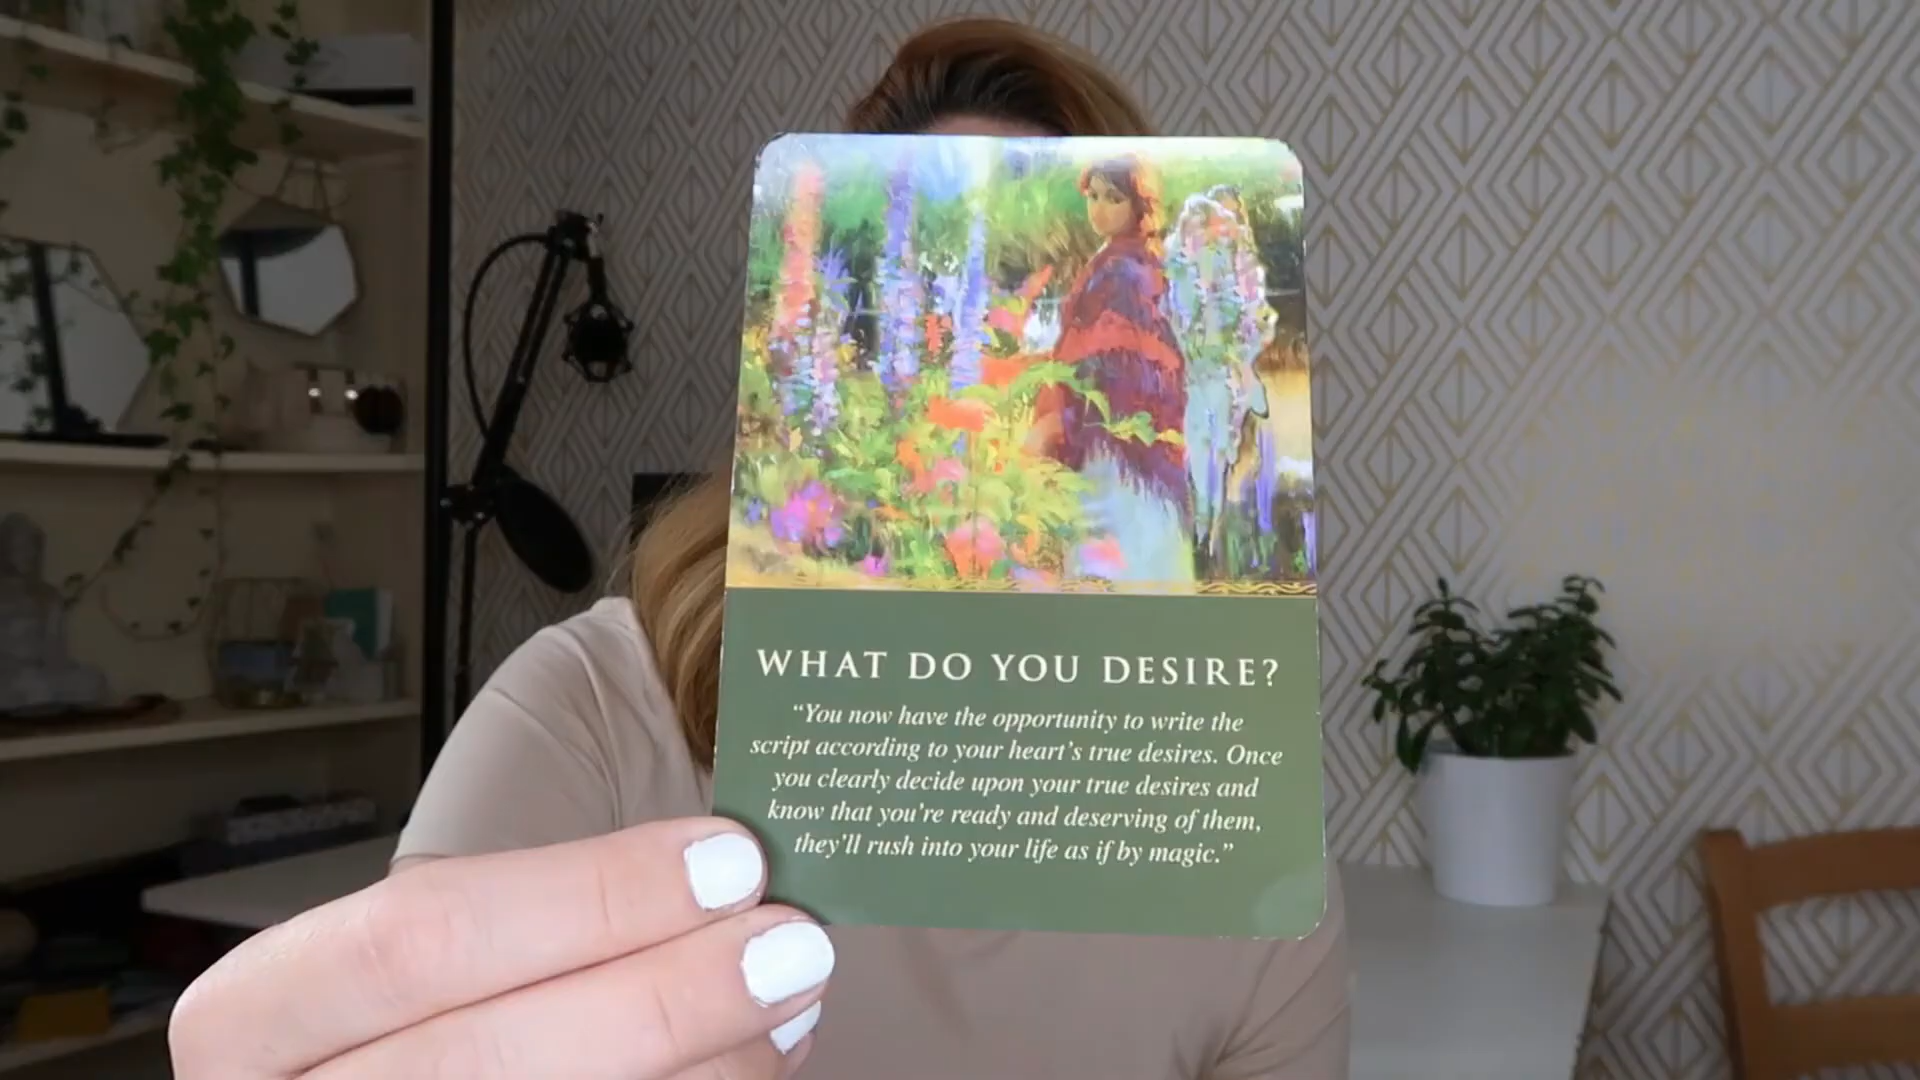 WHAT DO YOU DESIRE?
“You now have the opportunity to write the
script according to your heart’s true desires. Once
you clearly decide upon your true desires and
know that you’re ready and deserving of them,
they’ll rush into your life as if by magic.”